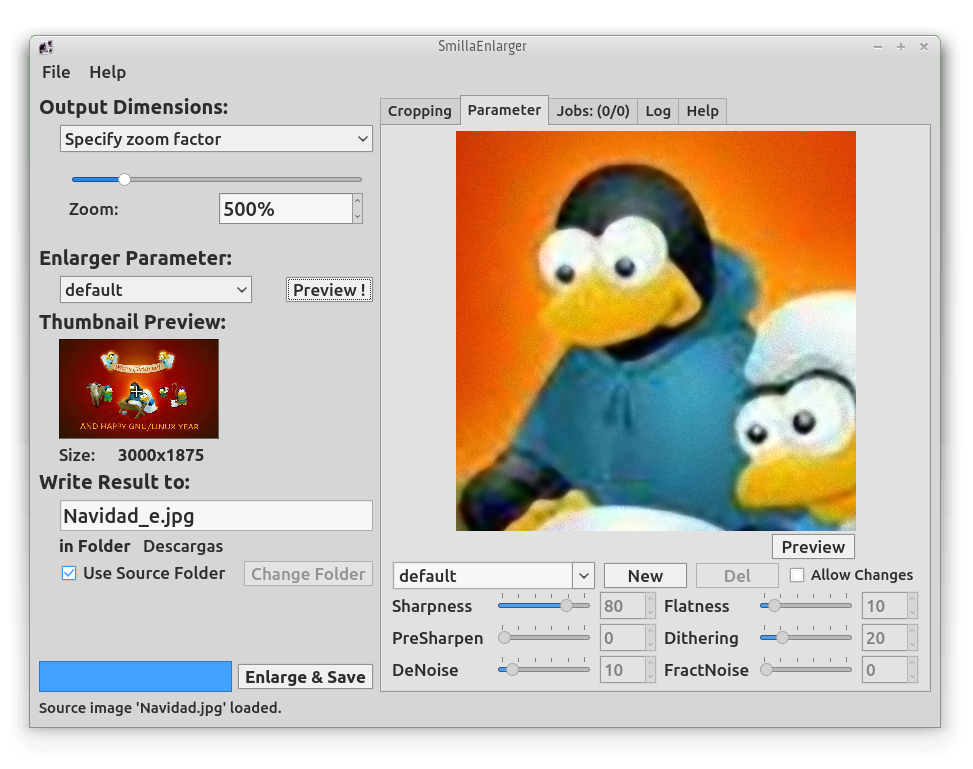 SmillaEnlarger
File Help
Output Dimensions:
Specify zoom factor
Zoom: 500%
Enlarger Parameter:
default Preview !
Thumbnail Preview:
Merry Christmas
AND HAPPY GNU/LINUX YEAR
Size: 3000x1875
Write Result to:
Navidad_e.jpg
in Folder Descargas
Use Source Folder Change Folder
Enlarge & Save
Source image 'Navidad.jpg' loaded.
Cropping Parameter Jobs: (0/0) Log Help
Preview
default New Del Allow Changes
Sharpness 80 Flatness 10
PreSharpen 0 Dithering 20
DeNoise 10 FractNoise 0